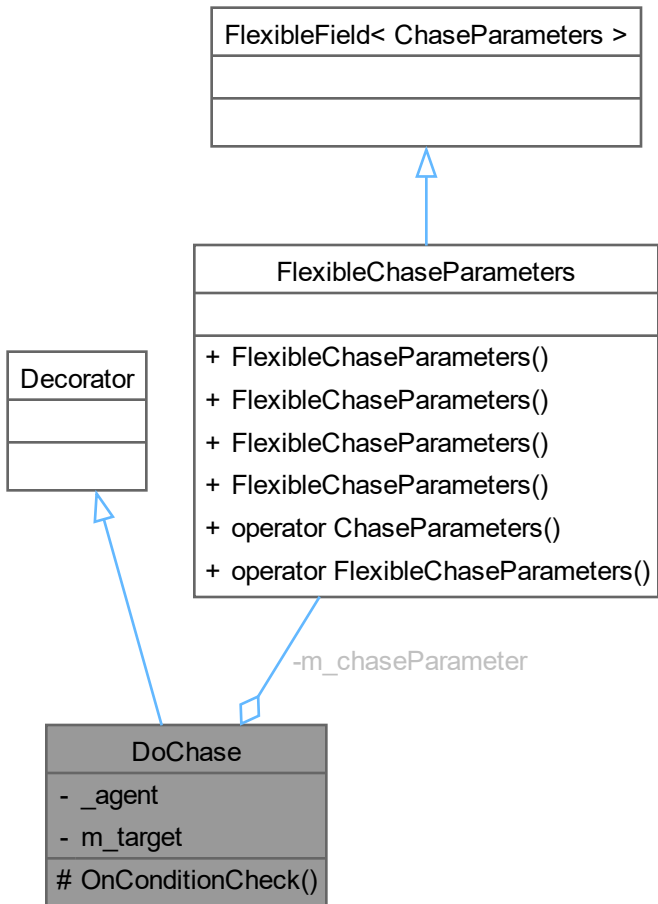 FlexibleField< ChaseParameters >
FlexibleChaseParameters
+ FlexibleChaseParameters()
+ FlexibleChaseParameters()
+ FlexibleChaseParameters()
+ FlexibleChaseParameters()
+ operator ChaseParameters()
+ operator FlexibleChaseParameters()
Decorator
-m_chaseParameter
DoChase
- _agent
- m_target
# OnConditionCheck()